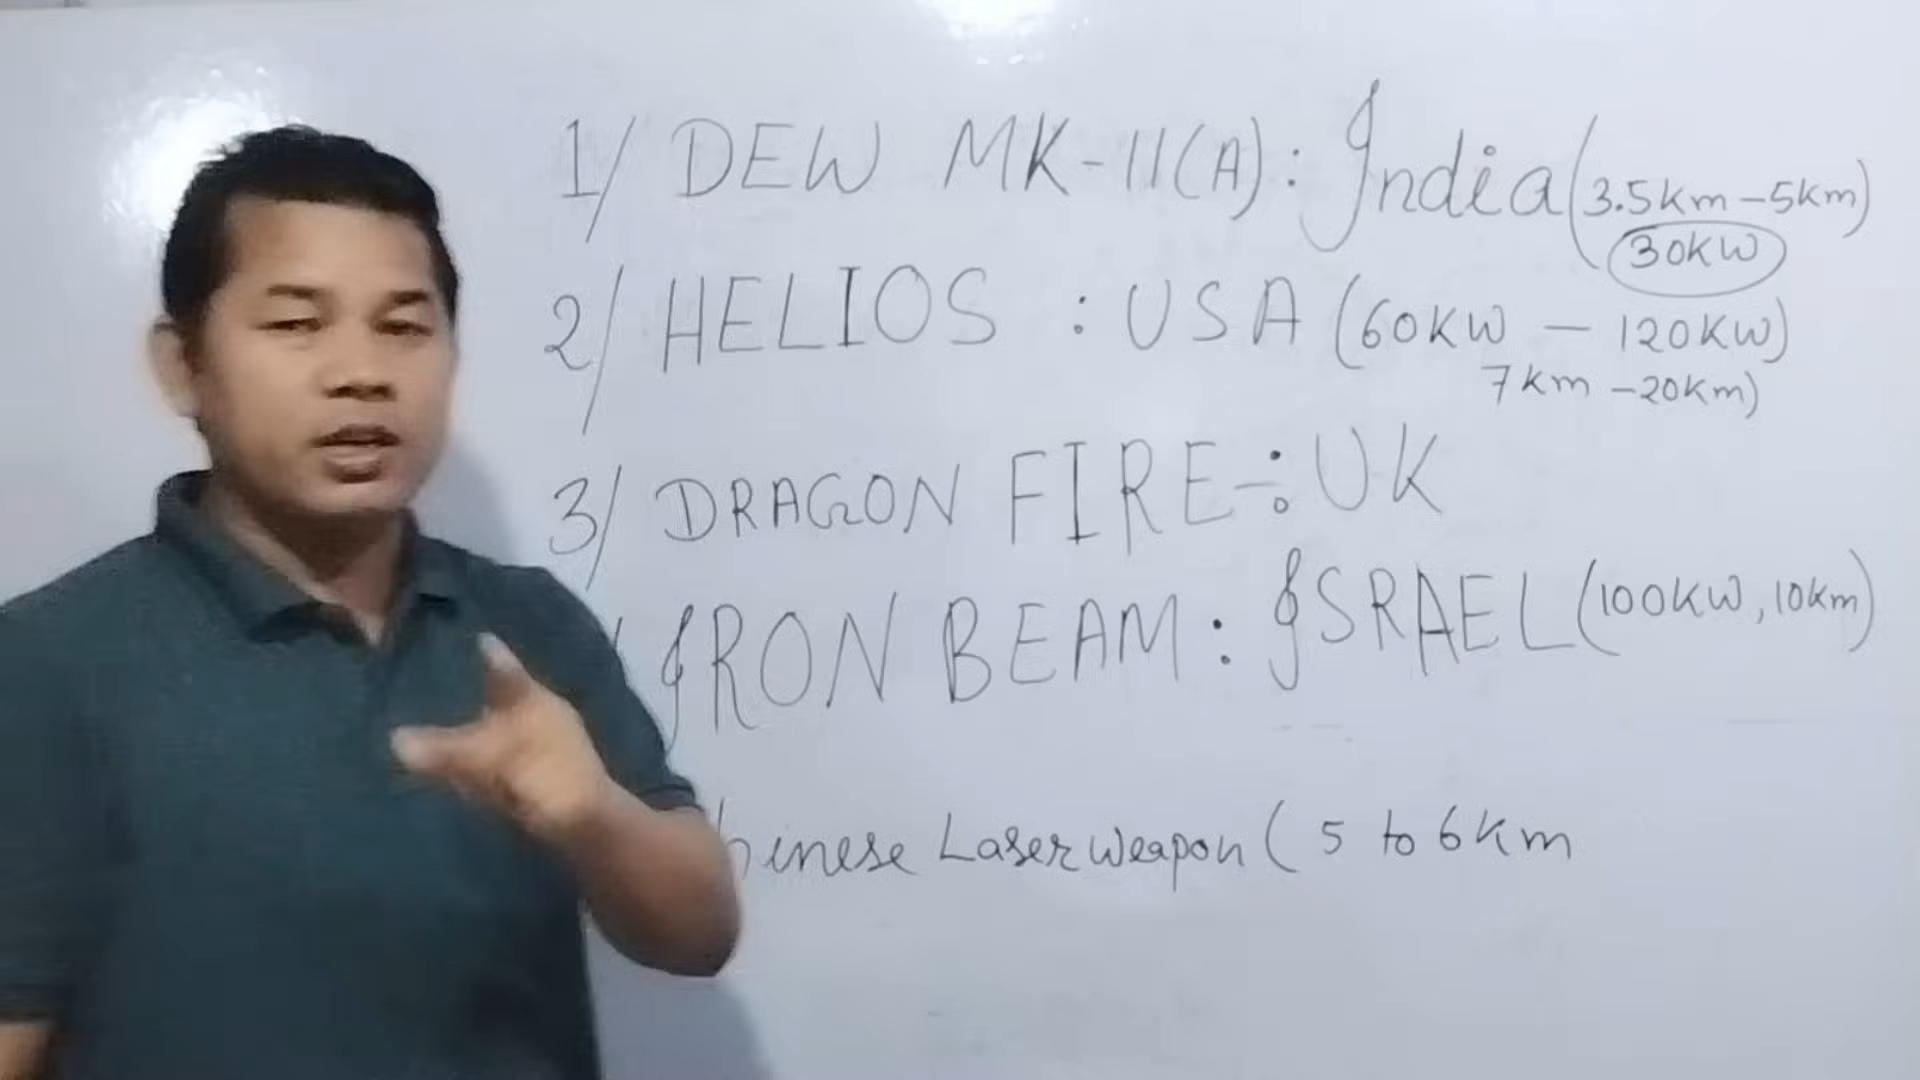 1/ DEW MK-II(A): India (3.5km-5km)
30KW
2/ HELIOS : USA (60KW - 120KW)
7km -20km)
3/ DRAGON FIRE÷UK
IRON BEAM: ISRAEL (100KW, 10km)
hinese Laser weapon ( 5 to 6km